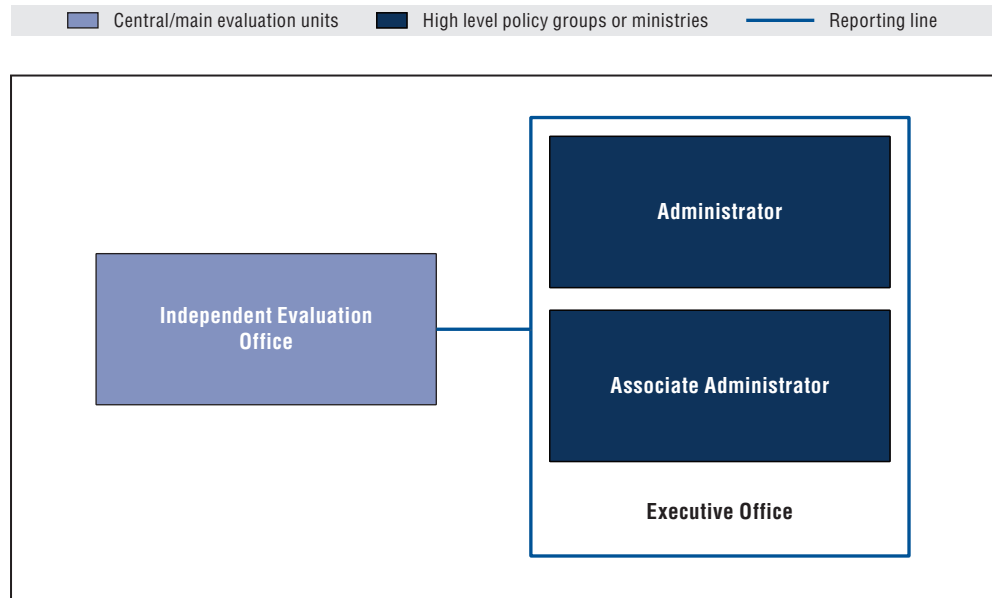 Central/main evaluation units
High level policy groups or ministries
Reporting line
Administrator
Independent Evaluation
Office
Associate Administrator
Executive Office